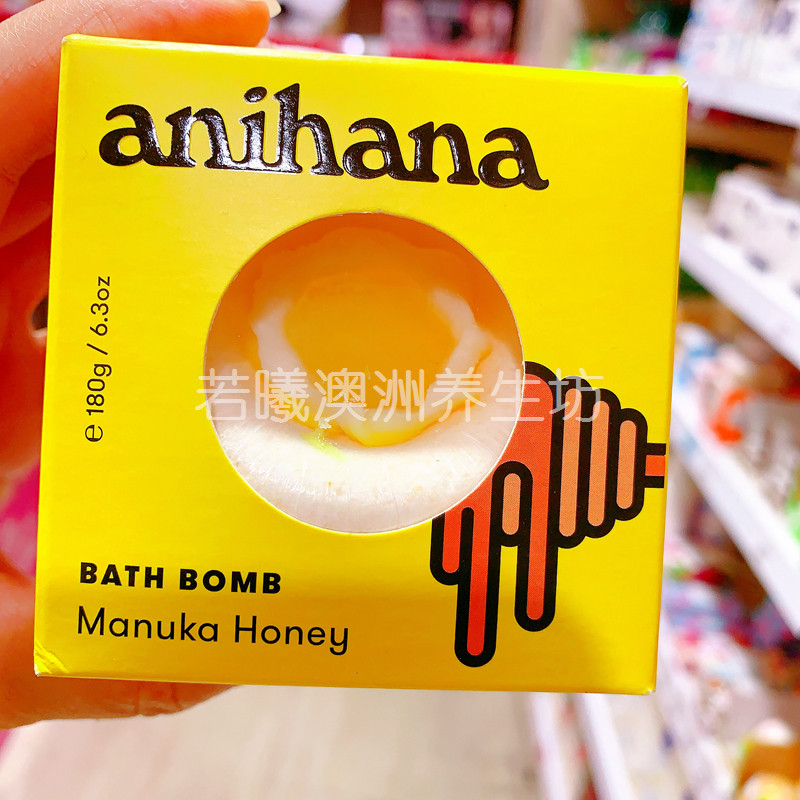 anihana
℮ 180g / 6.3oz
若曦澳洲养生坊
BATH BOMB
Manuka Honey